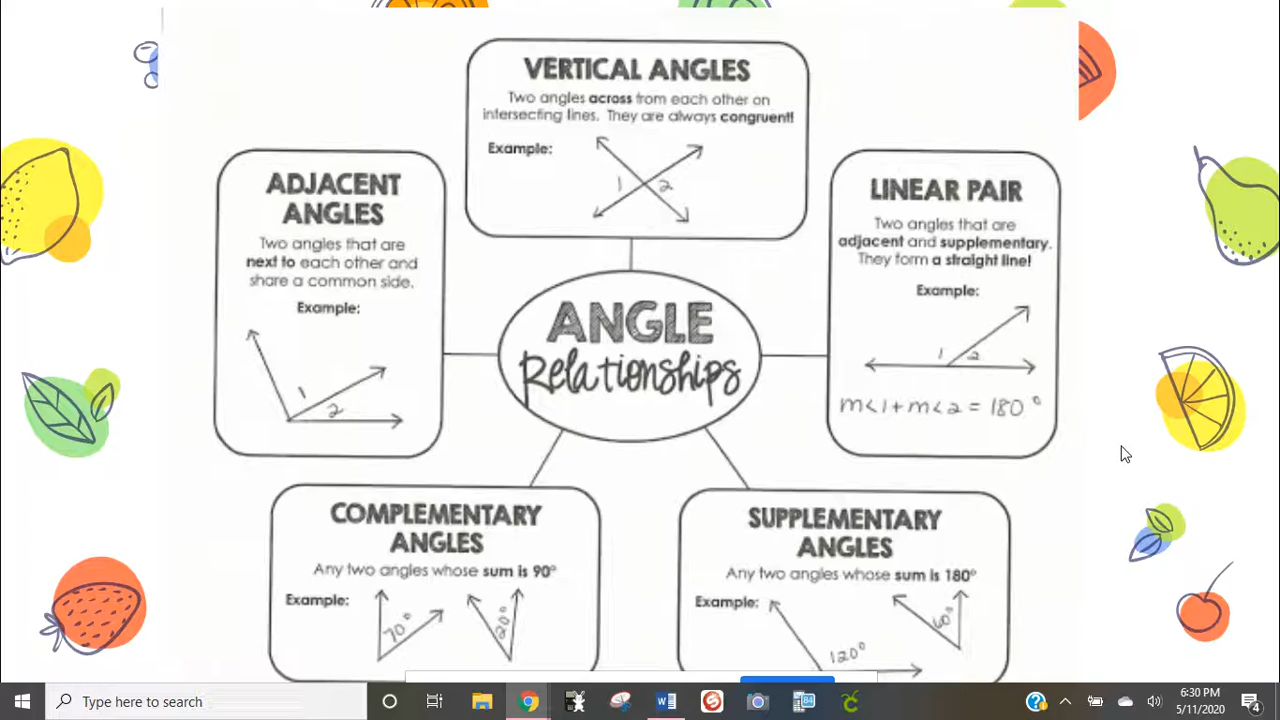 VERTICAL ANGLES
Two angles across from each other on
intersecting lines. They are always congruent!
Example:
1 2
ADJACENT
ANGLES
Two angles that are
next to each other and
share a common side.
Example:
1
2
LINEAR PAIR
Two angles that are
adjacent and supplementary.
They form a straight line!
Example:
1 2
m<1+m<2 = 180°
ANGLE
Relationships
COMPLEMENTARY
ANGLES
Any two angles whose sum is 90°
Example:
70° 20°
SUPPLEMENTARY
ANGLES
Any two angles whose sum is 180°
Example:
60°
120°
Type here to search
6:30 PM
5/11/2020
4